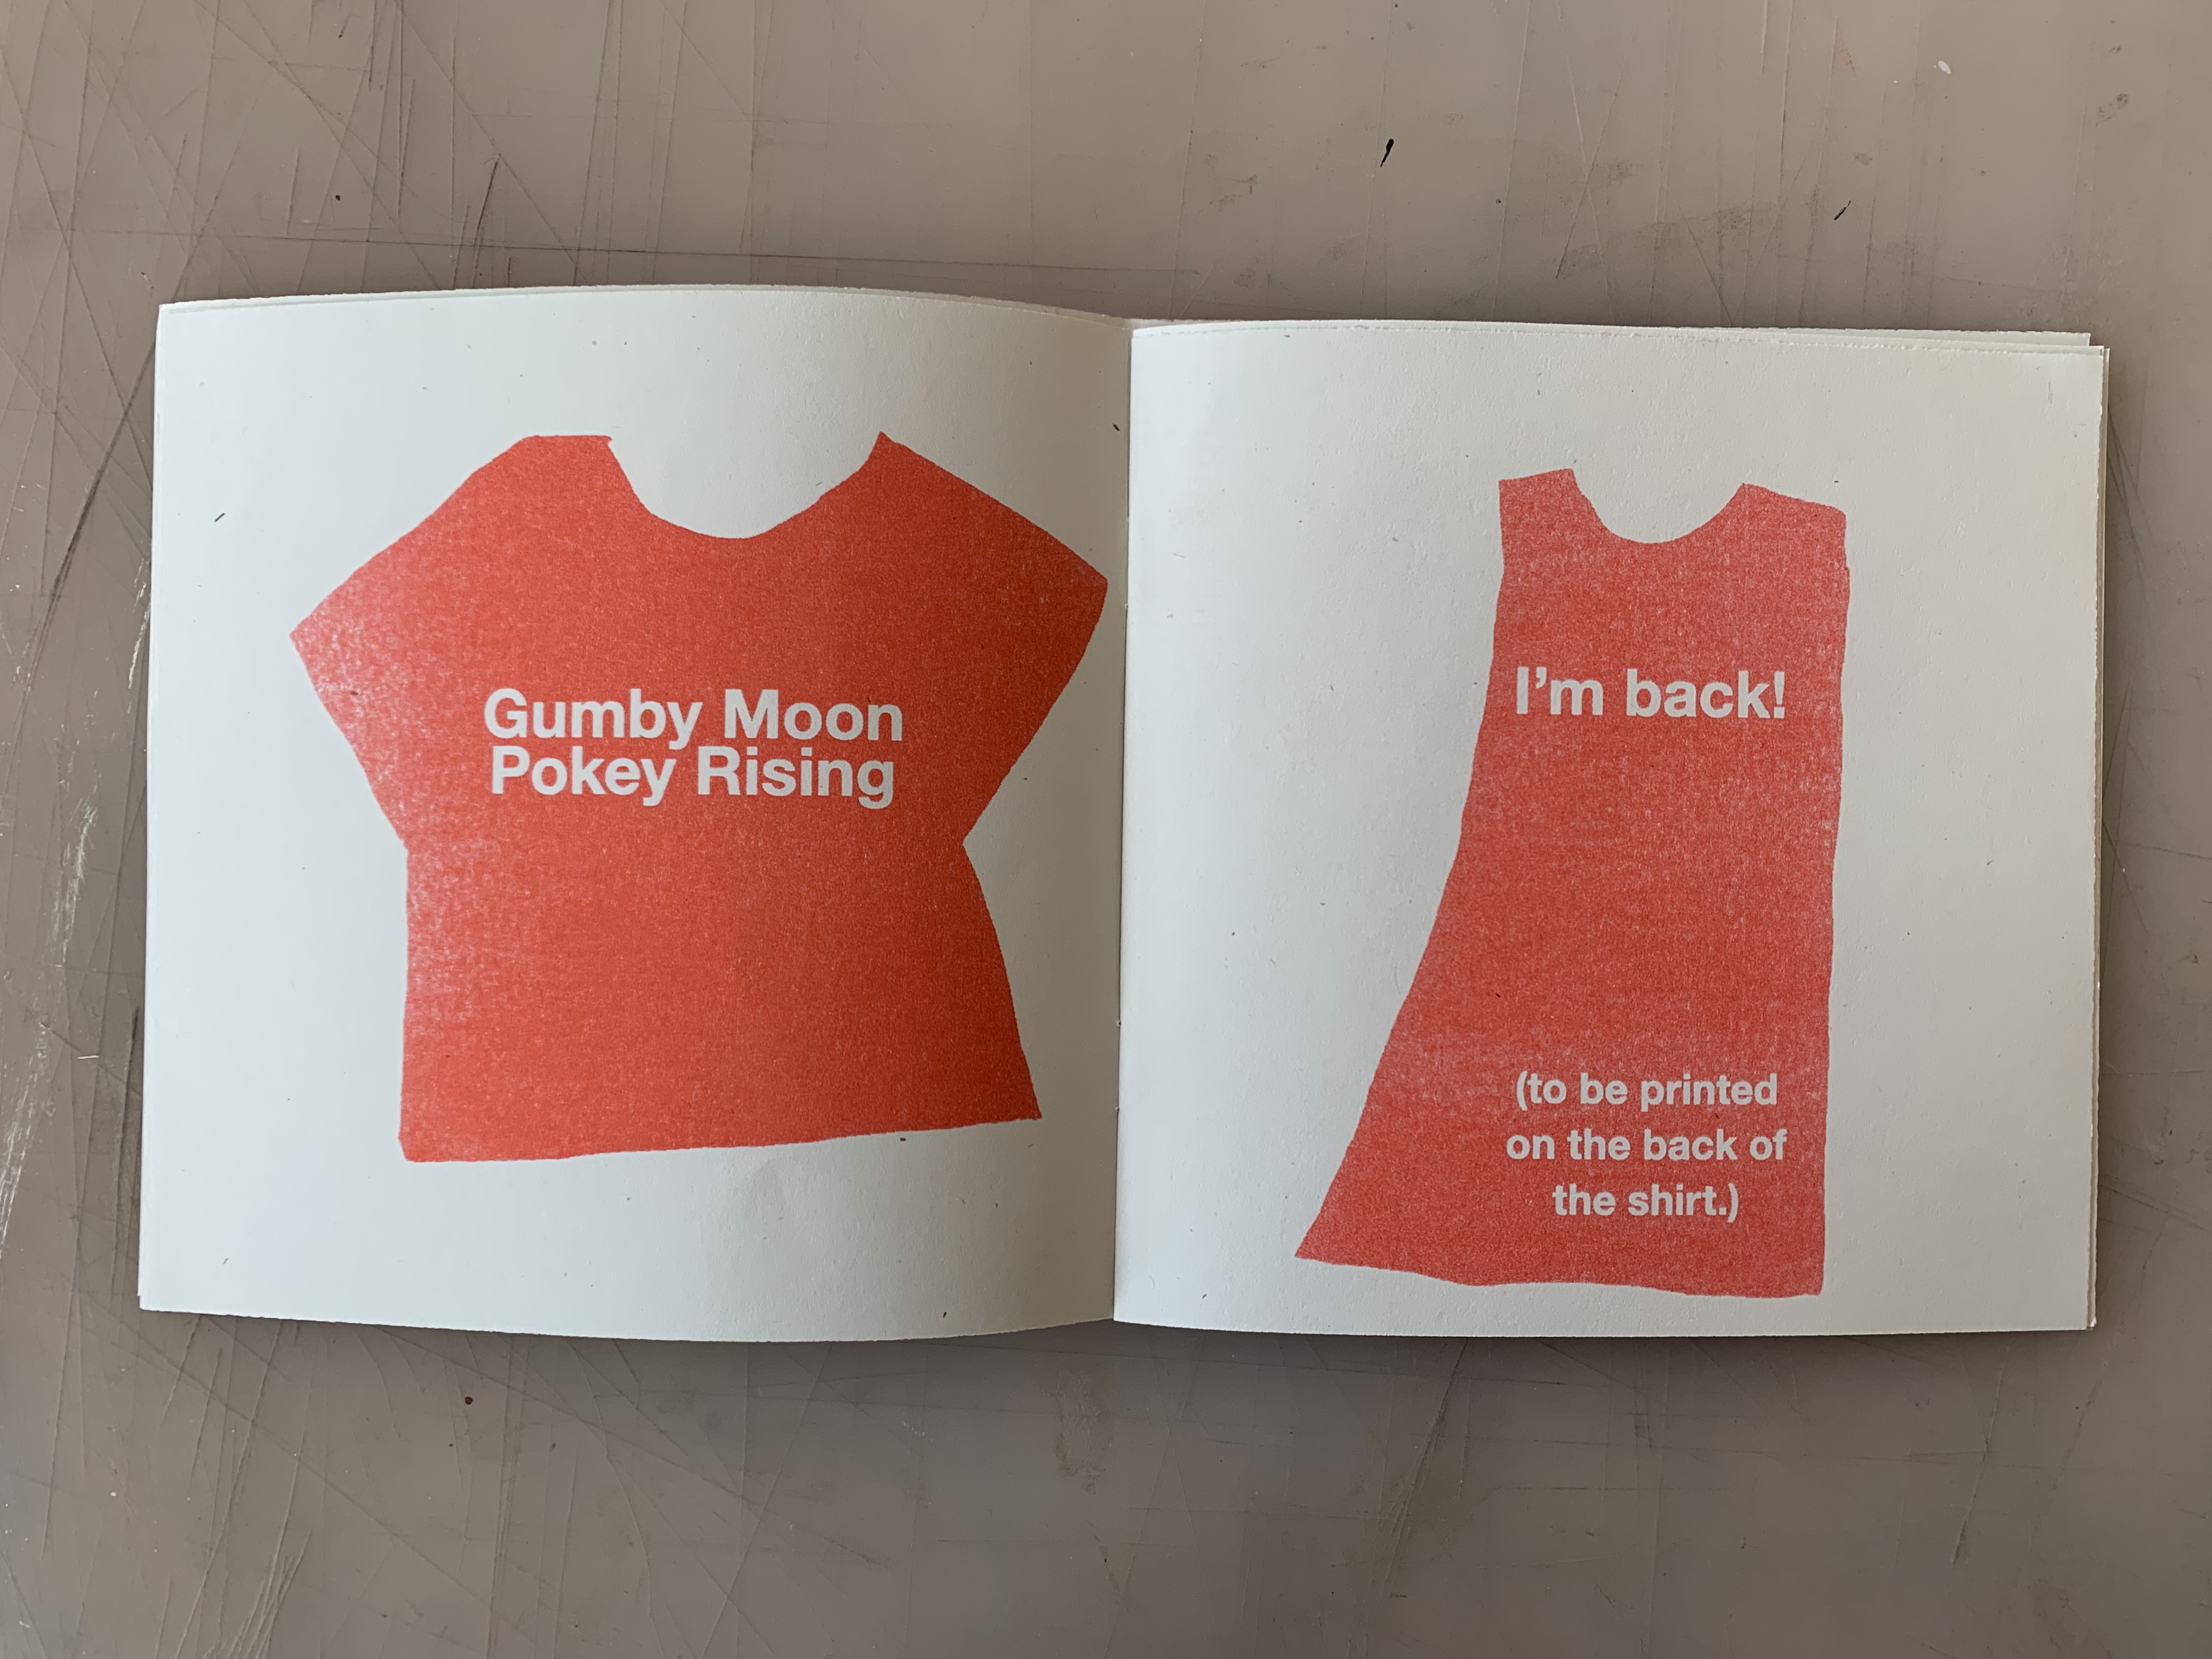 Gumby Moon
Pokey Rising
I'm back!
(to be printed
on the back of
the shirt.)